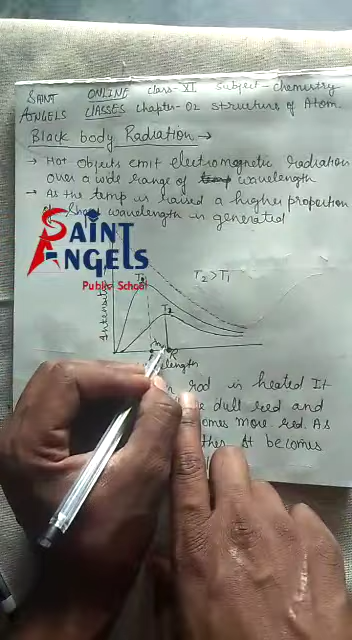 SAINT ONLINE Class-XI Subject-chemistry
ANGELS CLASSES Chapter-02 structure of Atom.
Black body Radiation →
→ Hot Objects emit electromagnetic radiation
over a wide range of temp wavelength
→ As the temp is raised a higher proportion
of short wavelength is generated
SAINT
ANGELS
Public School
T2 > T1
T2
Intensity
rod is heated It
dull red and
more red. As
It becomes